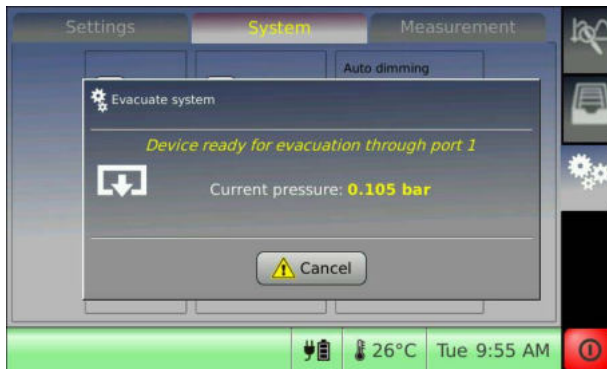 Settings System Measurement
Auto dimming
Evacuate system
Device ready for evacuation through port 1
Current pressure: 0.105 bar
Cancel
26°C Tue 9:55 AM